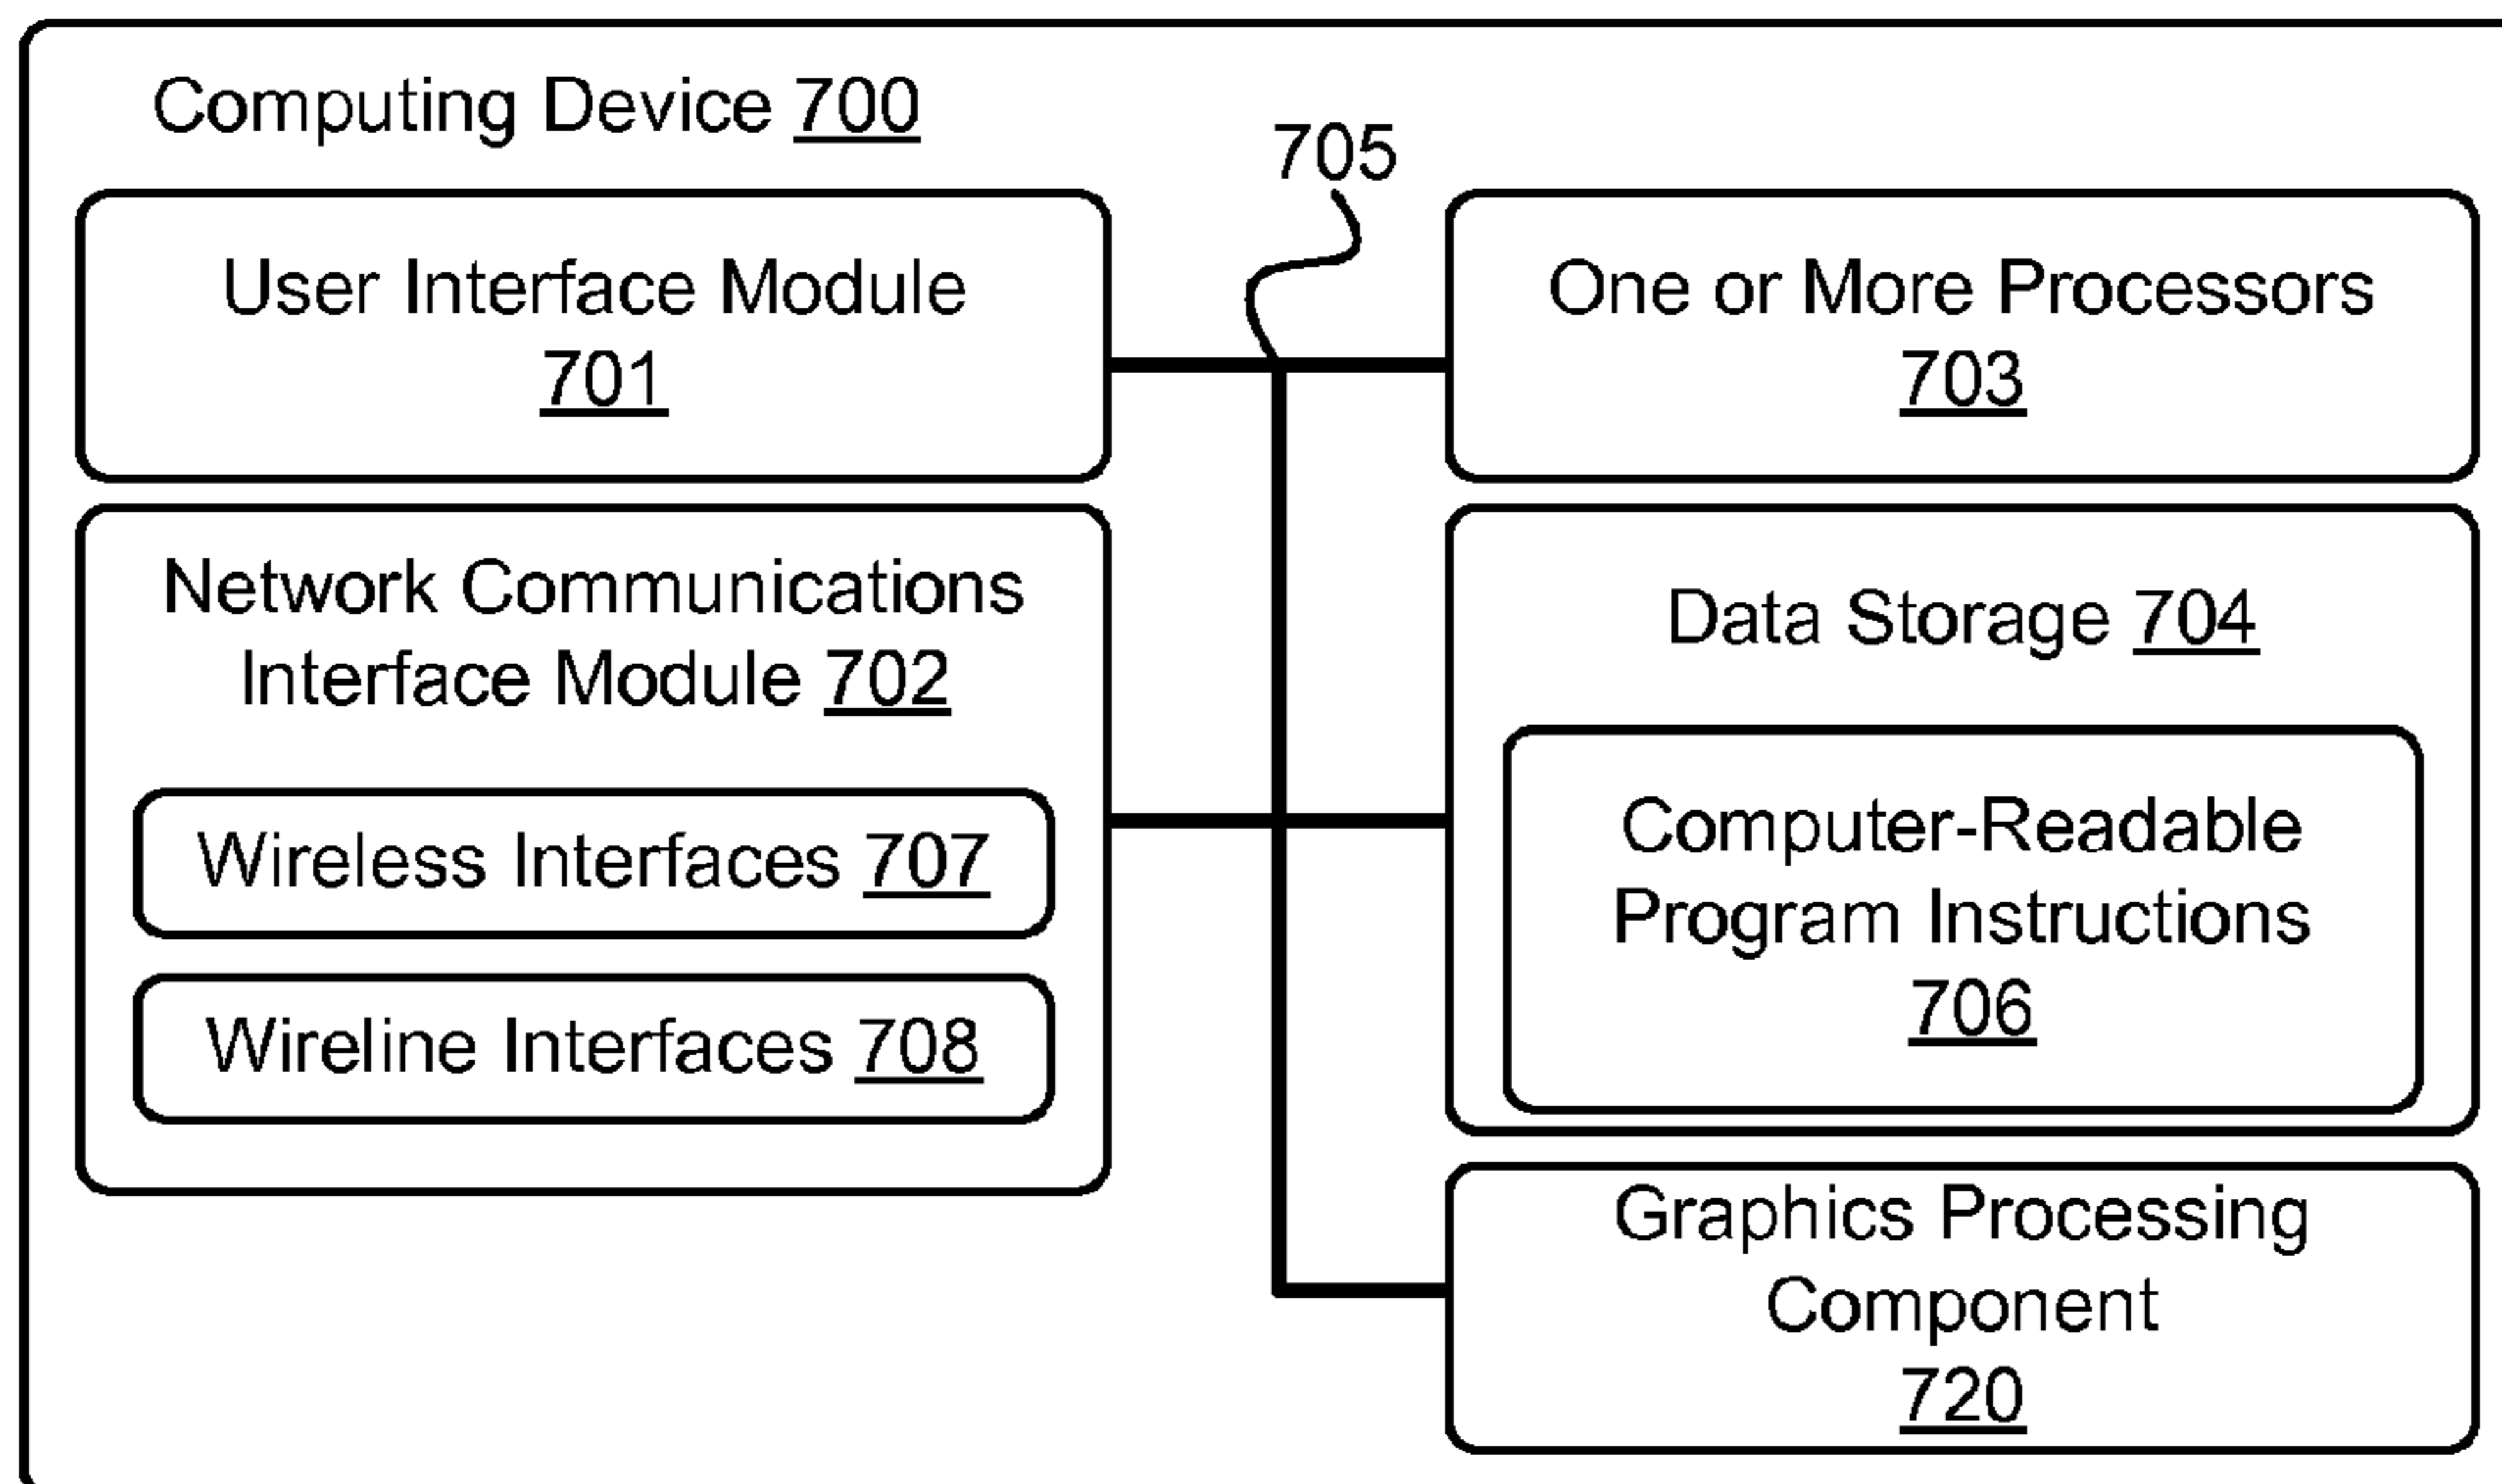 Computing Device 700
705
User Interface Module
701
One or More Processors
703
Network Communications
Interface Module 702
Wireless Interfaces 707
Wireline Interfaces 708
Data Storage 704
Computer-Readable
Program Instructions
706
Graphics Processing
Component
720